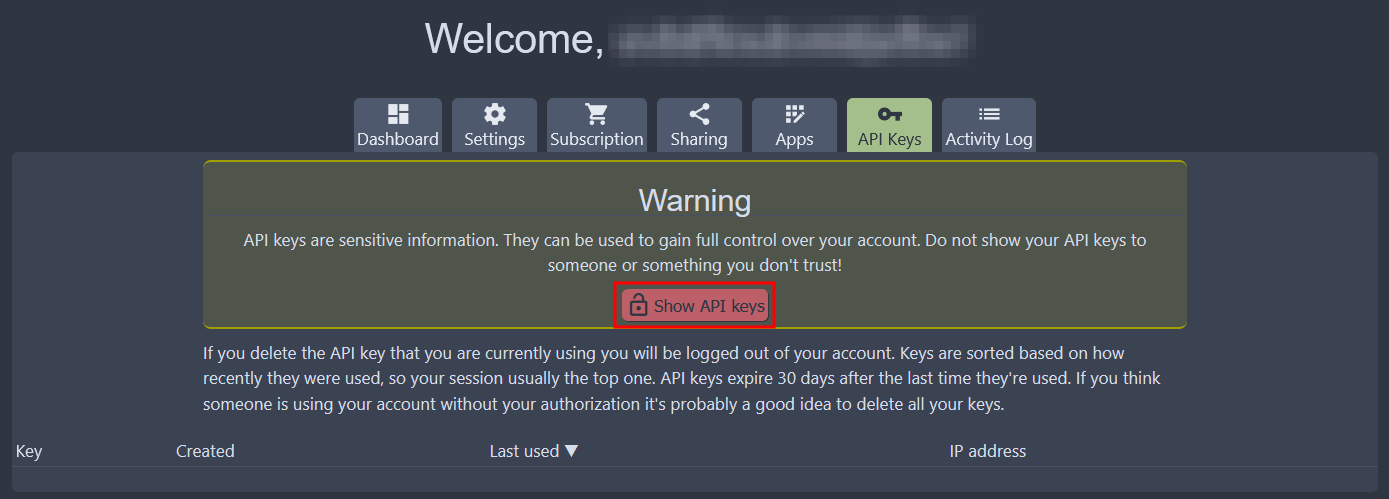 Welcome,
Dashboard Settings Subscription Sharing Apps API Keys Activity Log
Warning
API keys are sensitive information. They can be used to gain full control over your account. Do not show your API keys to
someone or something you don't trust!
Show API keys
If you delete the API key that you are currently using you will be logged out of your account. Keys are sorted based on how
recently they were used, so your session usually the top one. API keys expire 30 days after the last time they're used. If you think
someone is using your account without your authorization it's probably a good idea to delete all your keys.
Key Created Last used ▼ IP address